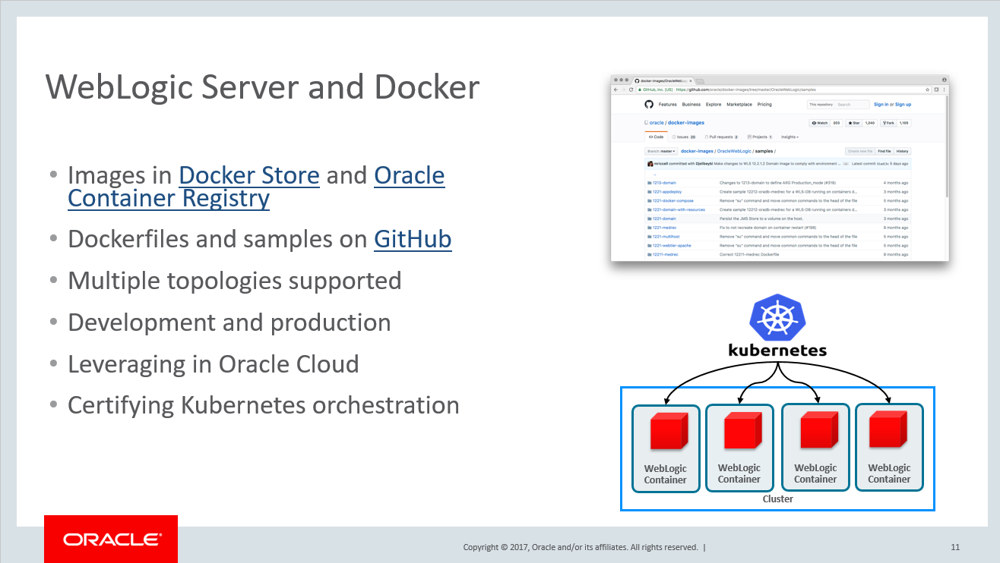 WebLogic Server and Docker
• Images in Docker Store and Oracle
Container Registry
• Dockerfiles and samples on GitHub
• Multiple topologies supported
• Development and production
• Leveraging in Oracle Cloud
• Certifying Kubernetes orchestration
docker-images/OracleWebL
GitHub, Inc. [US] https://github.com/oracle/docker-images/tree/master/OracleWebLogic/samples
Features Business Explore Marketplace Pricing This repository Search Sign in or Sign up
oracle / docker-images Watch 203 Star 1,240 Fork 1,106
<> Code Issues 20 Pull requests 2 Projects 1 Insights
Branch: master docker-images / OracleWebLogic / samples / Create new file Find file History
mriccell committed with Djelibeybi Make changes to WLS 12.2.1.2 Domain image to comply with environment ... Latest commit 5 days ago
..
1213-domain Changes to 1213-domain to define ARG Production_mode (#319) 4 months ago
1221-appdeploy Create sample 12212-oradb-medrec for a WLS-DB running on containers d... 3 months ago
1221-docker-compose Remove "su" command and move common commands to the head of the file 5 months ago
1221-domain-with-resources Create sample 12212-oradb-medrec for a WLS-DB running on containers d... 3 months ago
1221-domain Persist the JMS Store to a volume on the host. 3 months ago
1221-medrec Fix to not recreate domain on container restart (#198) 9 months ago
1221-multihost Remove "su" command and move common commands to the head of the file 5 months ago
1221-webtier-apache Remove "su" command and move common commands to the head of the file 5 months ago
12211-medrec Correct 12211-medrec Dockerfile 9 months ago
kubernetes
WebLogic Container
WebLogic Container
WebLogic Container
WebLogic Container
Cluster
ORACLE®
Copyright © 2017, Oracle and/or its affiliates. All rights reserved. |
11